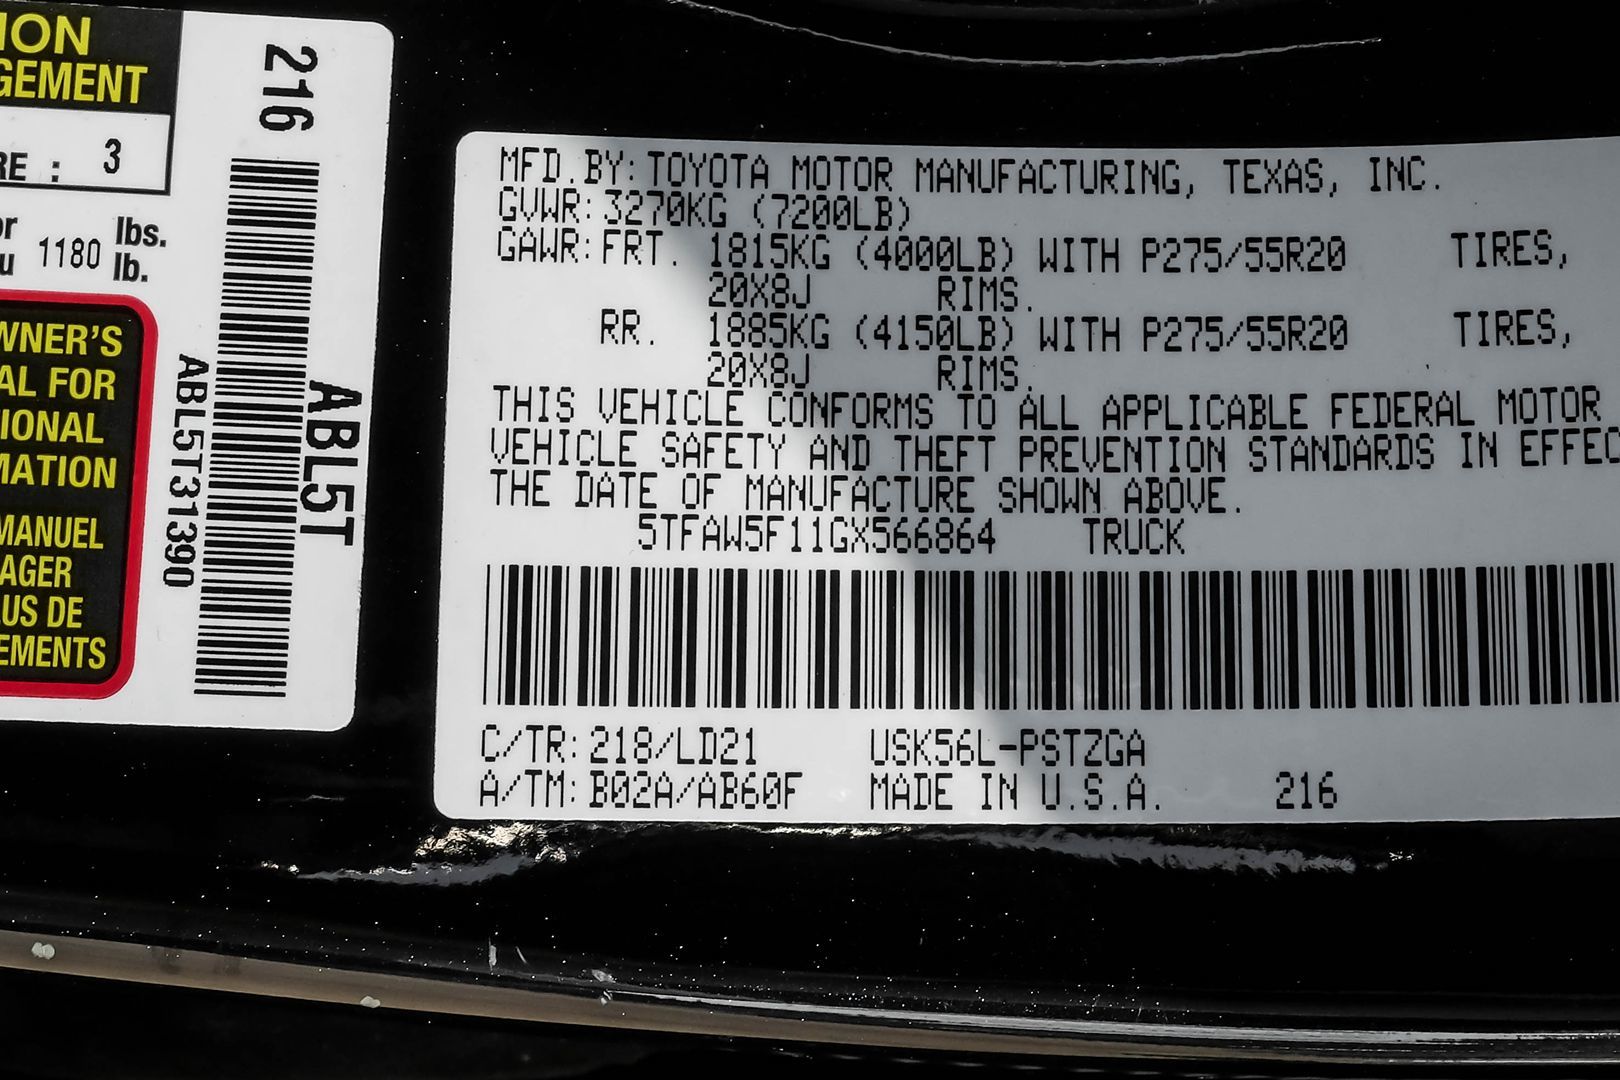 ION
GEMENT
RE : 3
or
u 1180 lbs.
lb.
WNER'S
AL FOR
IONAL
MATION
MANUEL
AGER
LUS DE
EMENTS
216
ABL5T31390
ABL5T
MFD.BY:TOYOTA MOTOR MANUFACTURING, TEXAS, INC.
GVWR:3270KG (7200LB)
GAWR:FRT. 1815KG (4000LB) WITH P275/55R20 TIRES,
20X8J RIMS.
RR. 1885KG (4150LB) WITH P275/55R20 TIRES,
20X8J RIMS.
THIS VEHICLE CONFORMS TO ALL APPLICABLE FEDERAL MOTOR
VEHICLE SAFETY AND THEFT PREVENTION STANDARDS IN EFFEC
THE DATE OF MANUFACTURE SHOWN ABOVE.
5TFAW5F11GX566864 TRUCK
C/TR:218/LD21 USK56L-PSTZGA
A/TM:B02A/AB60F MADE IN U.S.A. 216